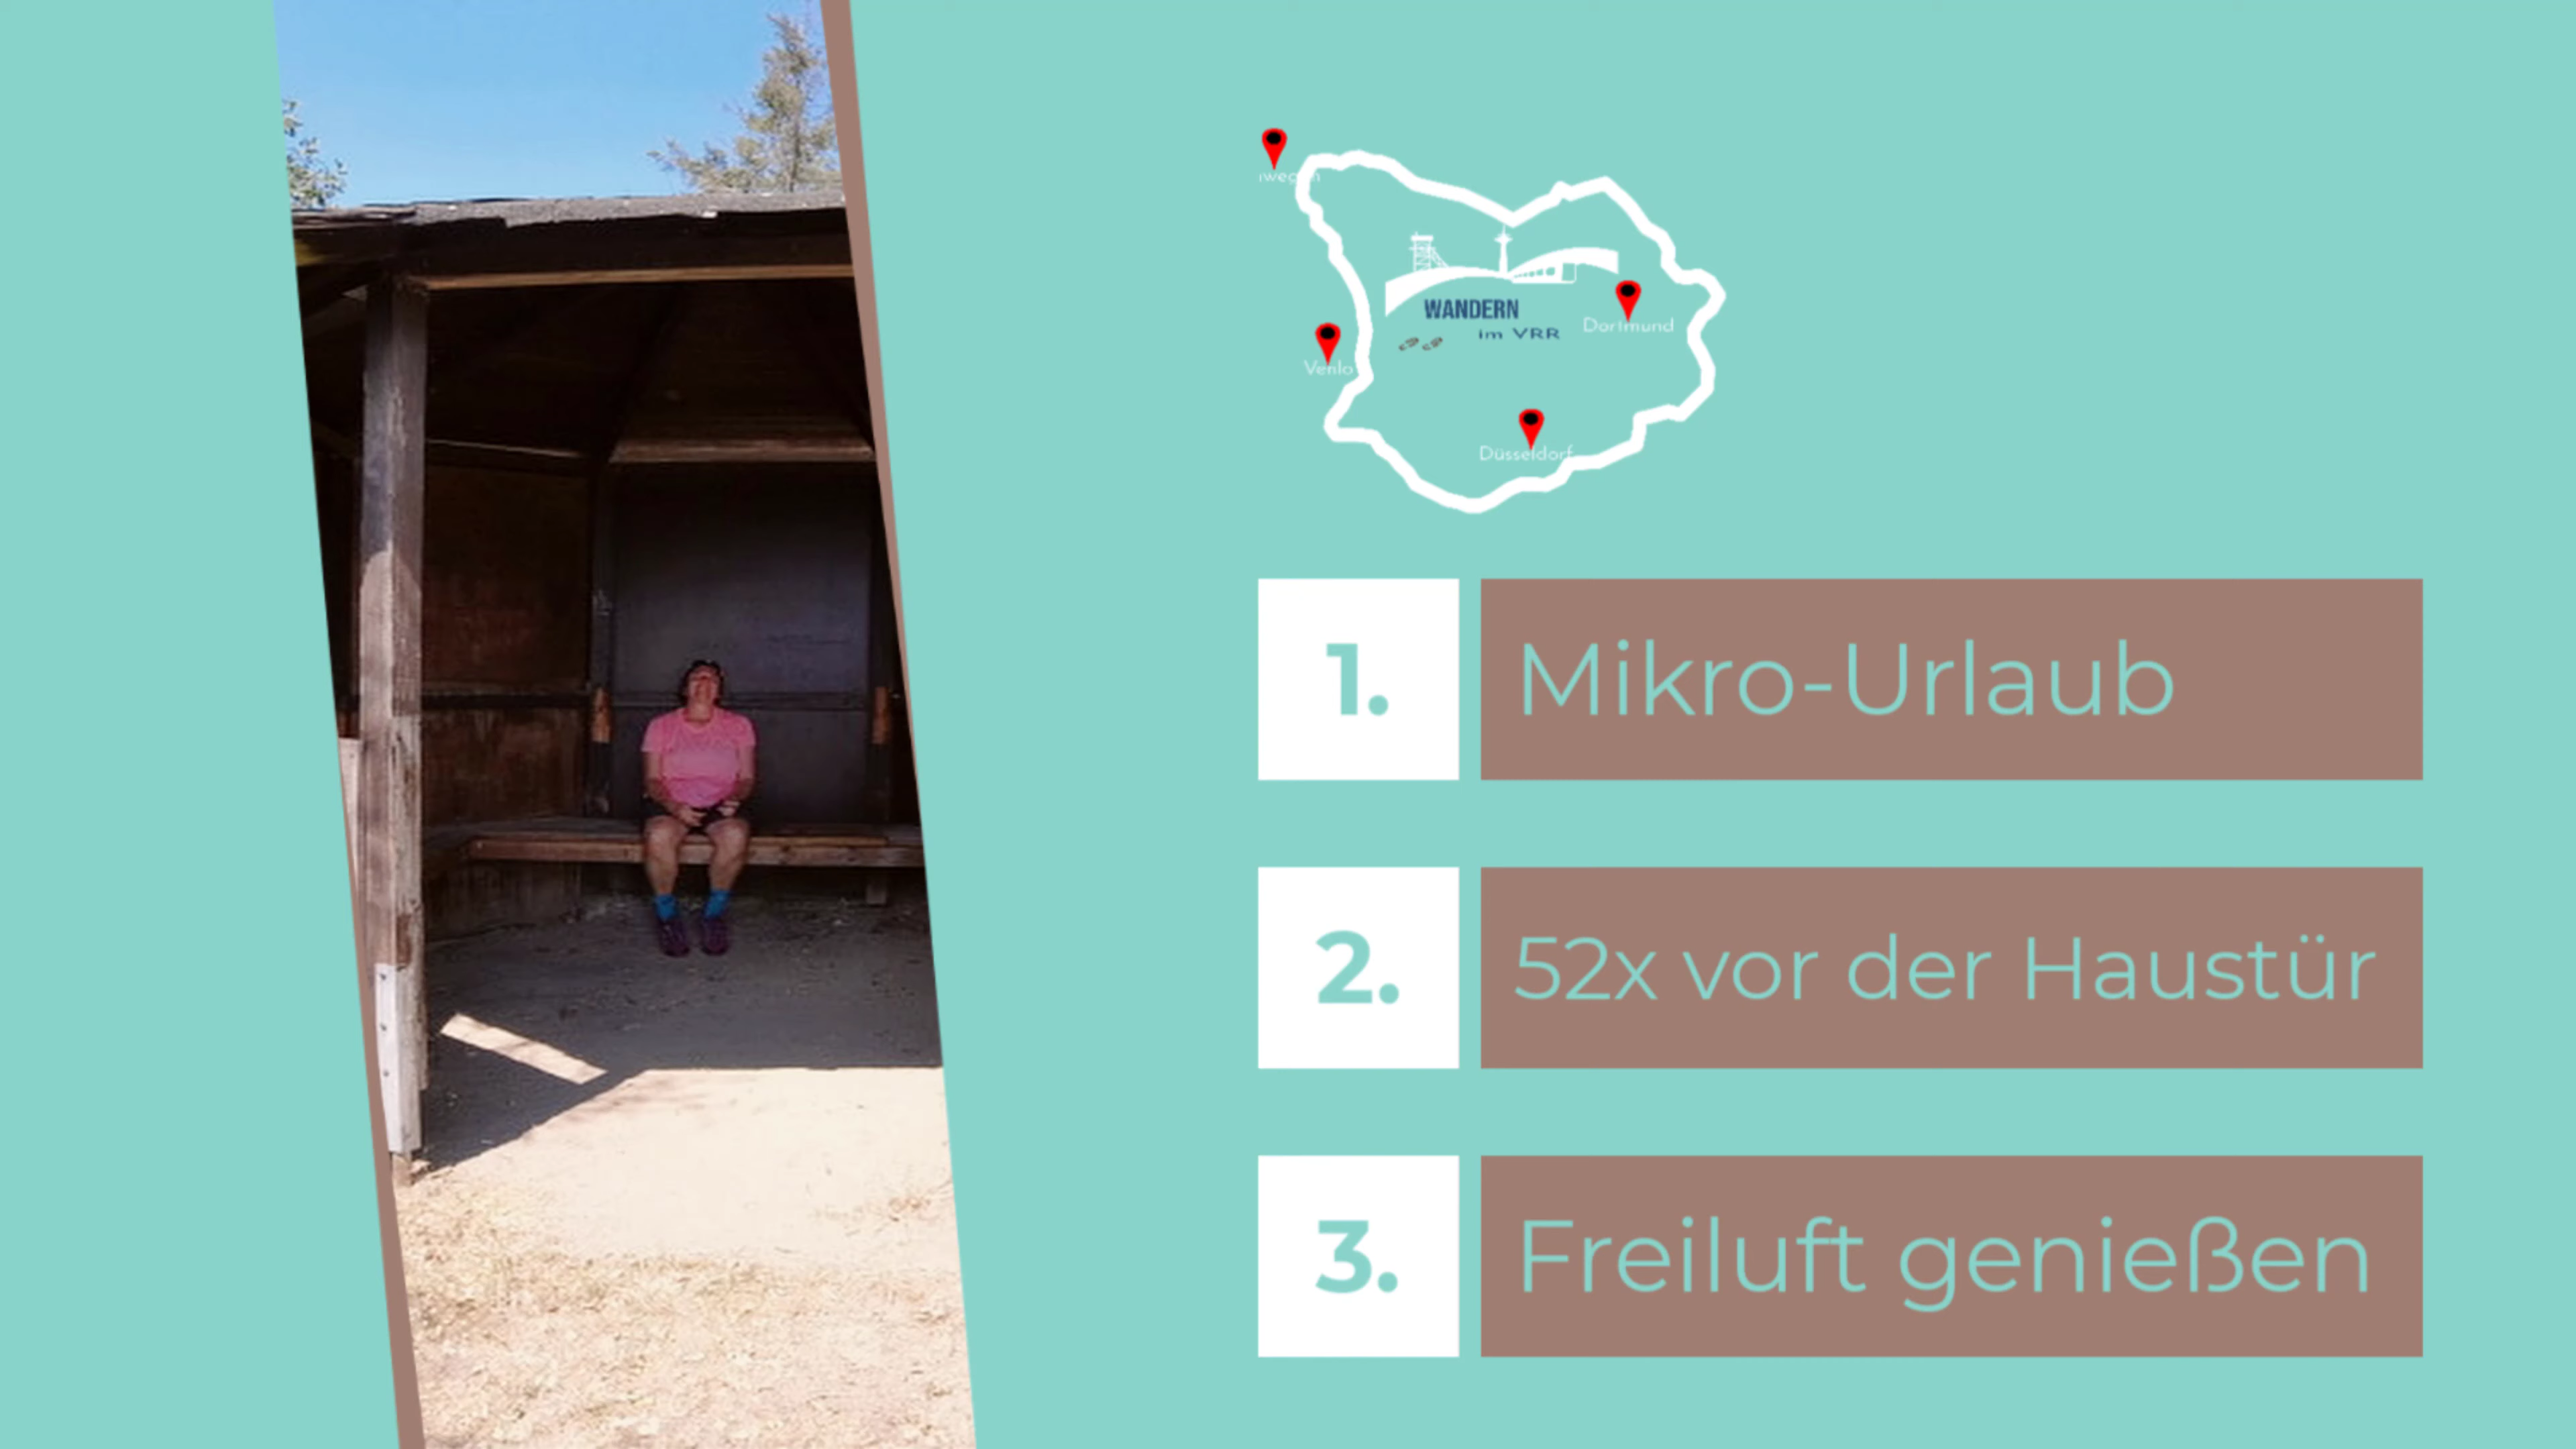 WANDERN
im VRR
Dortmund
Venlo
Düsseldorf
1.
Mikro-Urlaub
2.
52x vor der Haustür
3.
Freiluft genießen